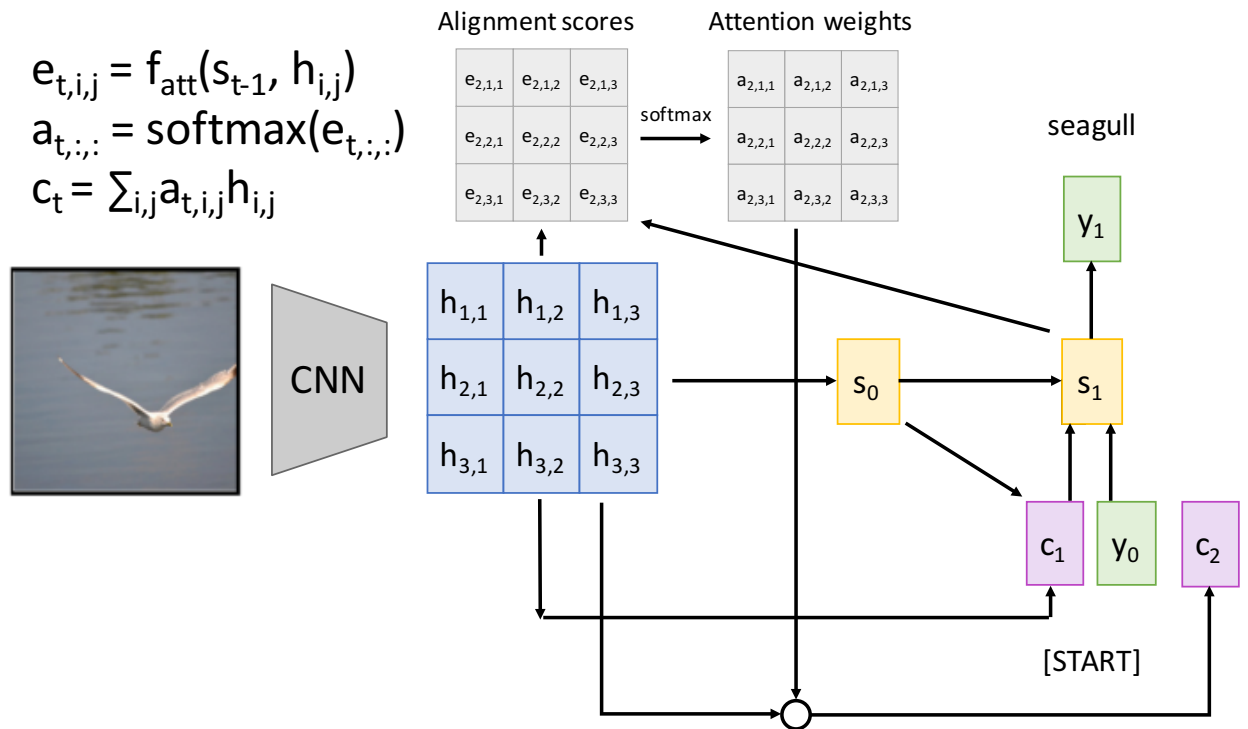 Alignment scores
Attention weights
e_{t,i,j} = f_{att}(s_{t-1}, h_{i,j})
a_{t,:,:} = softmax(e_{t,:,:})
c_t = ∑_{i,j}a_{t,i,j}h_{i,j}
e_{2,1,1} e_{2,1,2} e_{2,1,3}
e_{2,2,1} e_{2,2,2} e_{2,2,3}
e_{2,3,1} e_{2,3,2} e_{2,3,3}
softmax
a_{2,1,1} a_{2,1,2} a_{2,1,3}
a_{2,2,1} a_{2,2,2} a_{2,2,3}
a_{2,3,1} a_{2,3,2} a_{2,3,3}
seagull
y_1
CNN
h_{1,1} h_{1,2} h_{1,3}
h_{2,1} h_{2,2} h_{2,3}
h_{3,1} h_{3,2} h_{3,3}
s_0
s_1
c_1
y_0
c_2
[START]